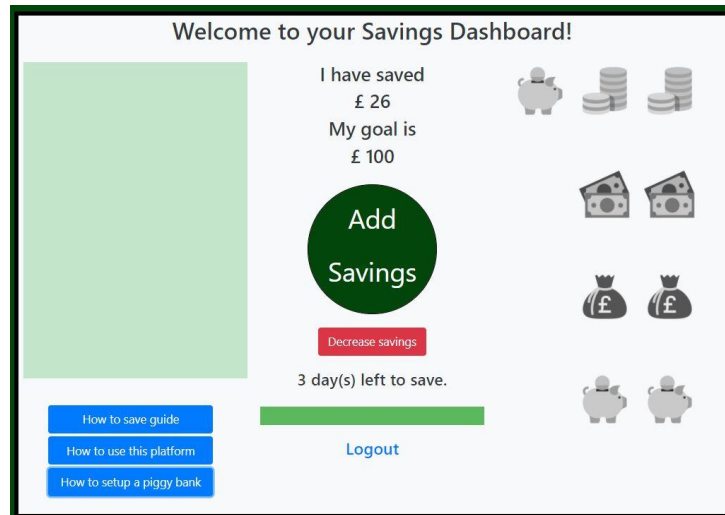 Welcome to your Savings Dashboard!
I have saved
£ 26
My goal is
£ 100
Add
Savings
Decrease savings
3 day(s) left to save.
Logout
How to save guide
How to use this platform
How to setup a piggy bank
£
£